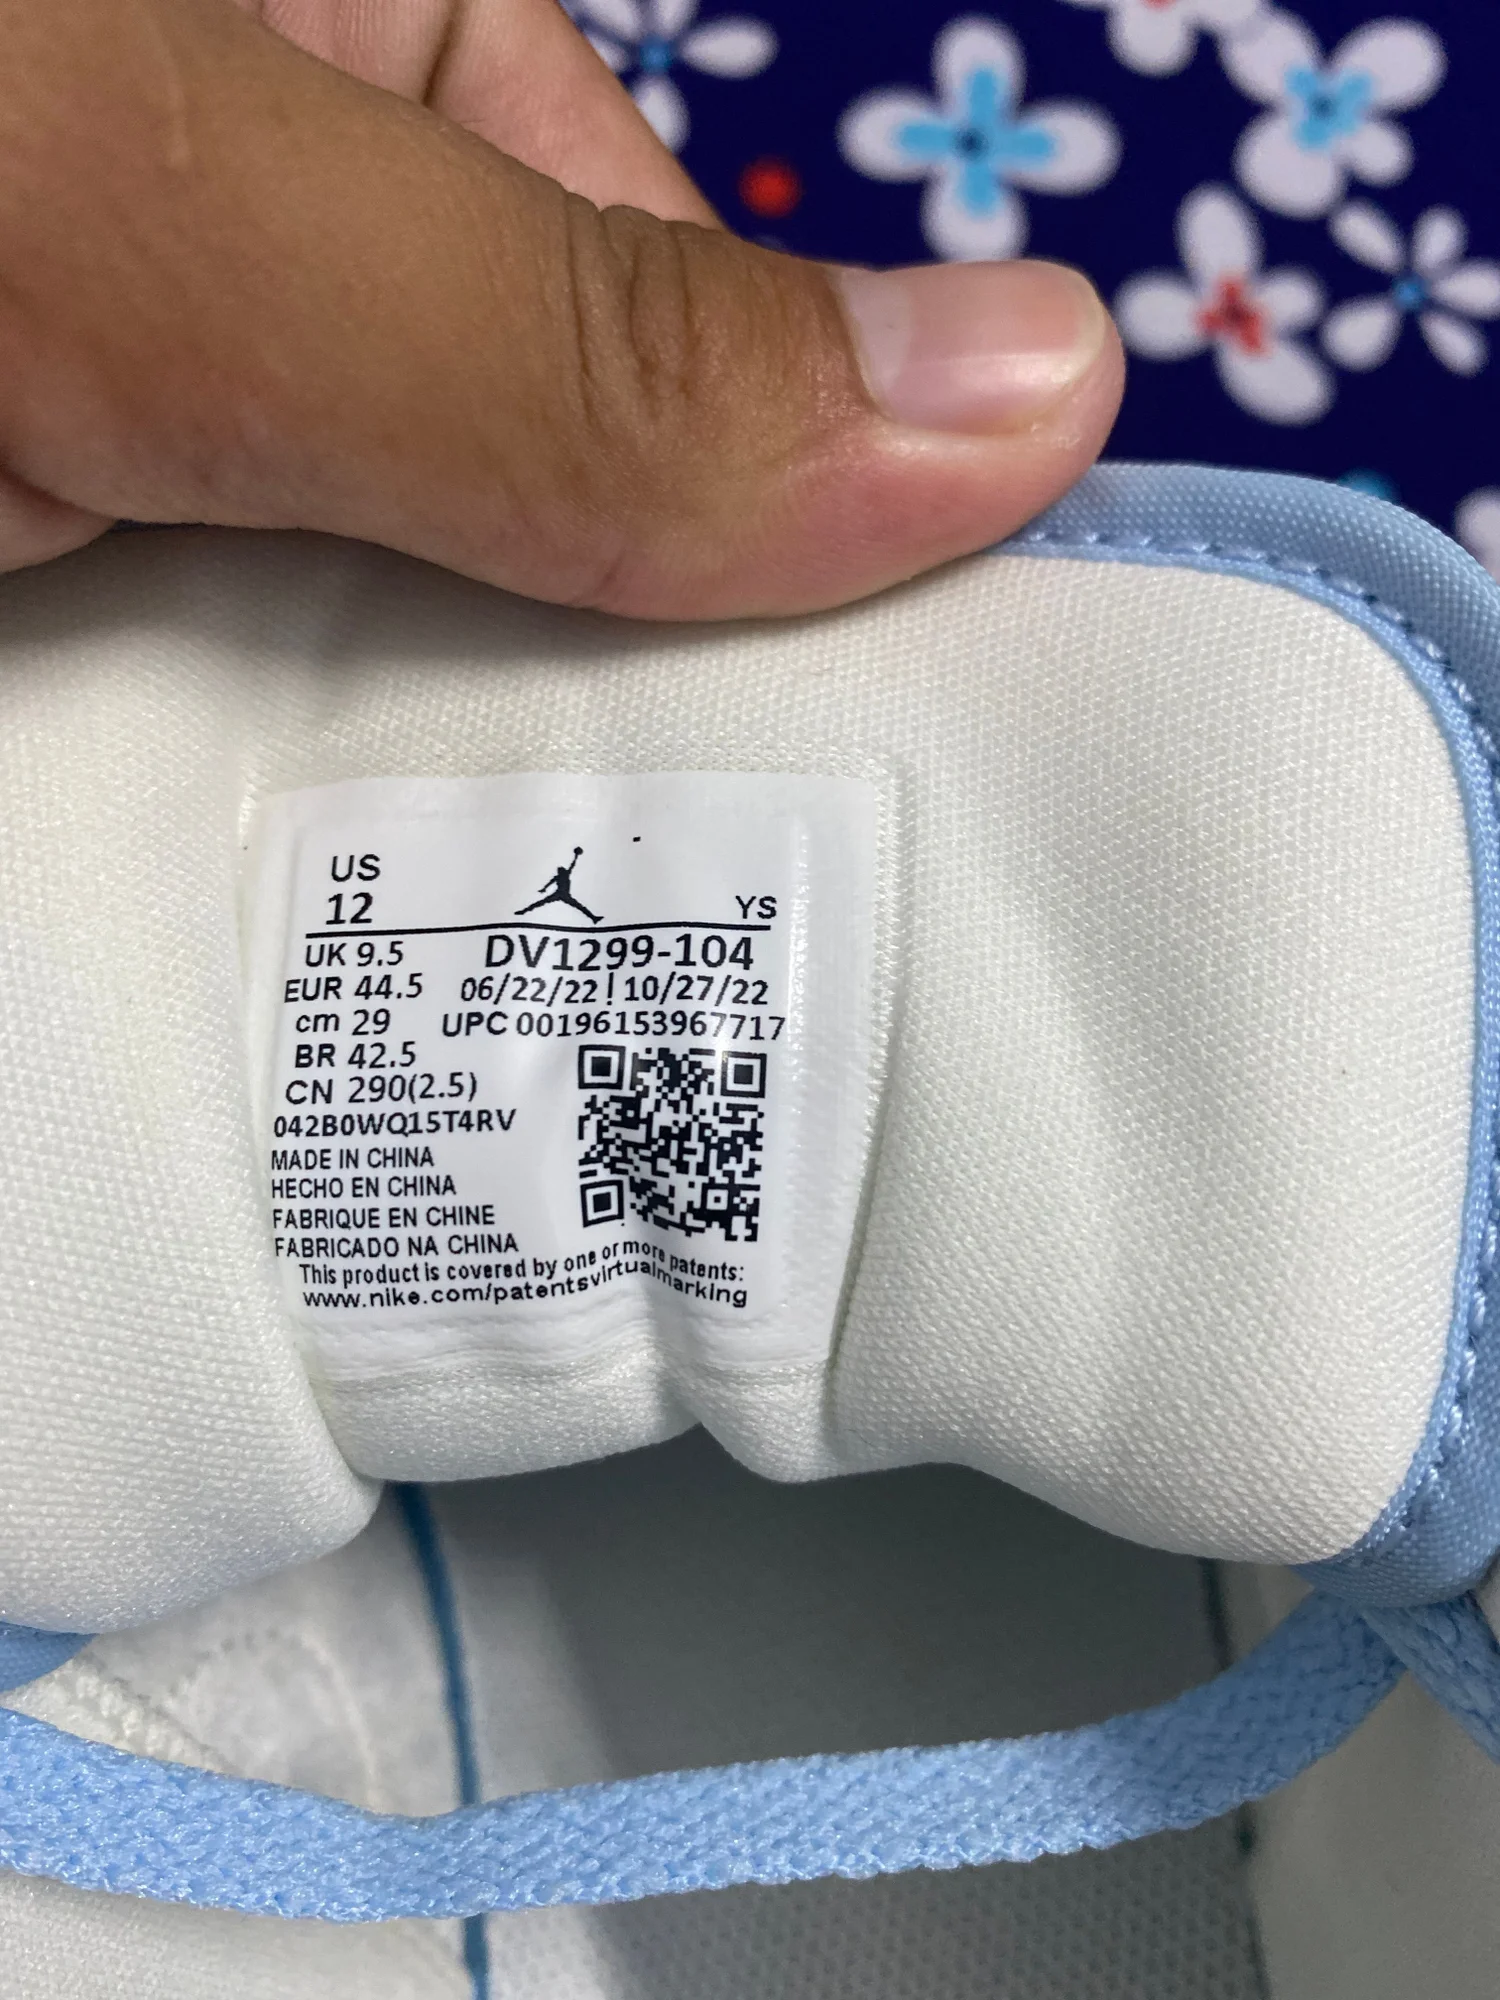 US
12
YS
UK 9.5
DV1299-104
EUR 44.5
06/22/22 | 10/27/22
cm 29
UPC 00196153967717
BR 42.5
CN 290(2.5)
042B0WQ15T4RV
MADE IN CHINA
HECHO EN CHINA
FABRIQUE EN CHINE
FABRICADO NA CHINA
This product is covered by one or more patents:
www.nike.com/patentsvirtualmarking